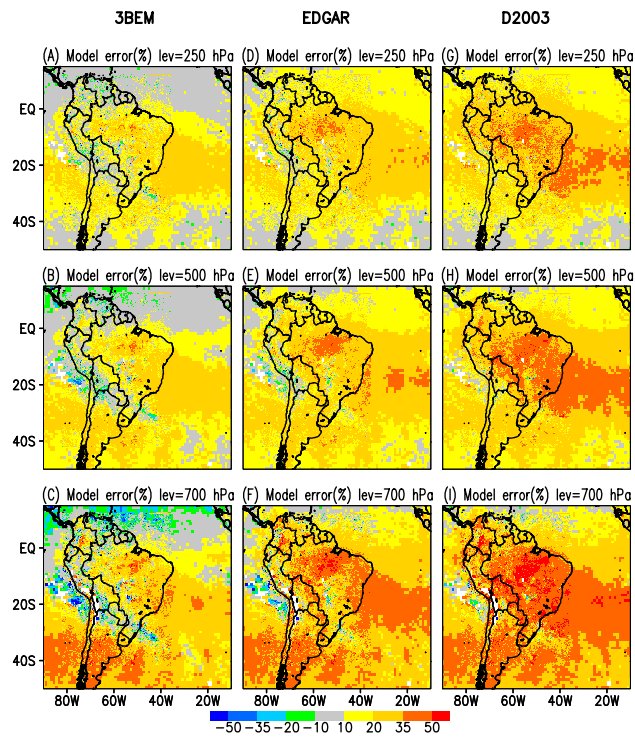 3BEM EDGAR D2003
(A) Model error(%) lev=250 hPa (D) Model error(%) lev=250 hPa (G) Model error(%) lev=250 hPa
EQ
20S
40S
(B) Model error(%) lev=500 hPa (E) Model error(%) lev=500 hPa (H) Model error(%) lev=500 hPa
EQ
20S
40S
(C) Model error(%) lev=700 hPa (F) Model error(%) lev=700 hPa (I) Model error(%) lev=700 hPa
EQ
20S
40S
80W 60W 40W 20W 80W 60W 40W 20W 80W 60W 40W 20W
−50 −35 −20 −10 10 20 35 50